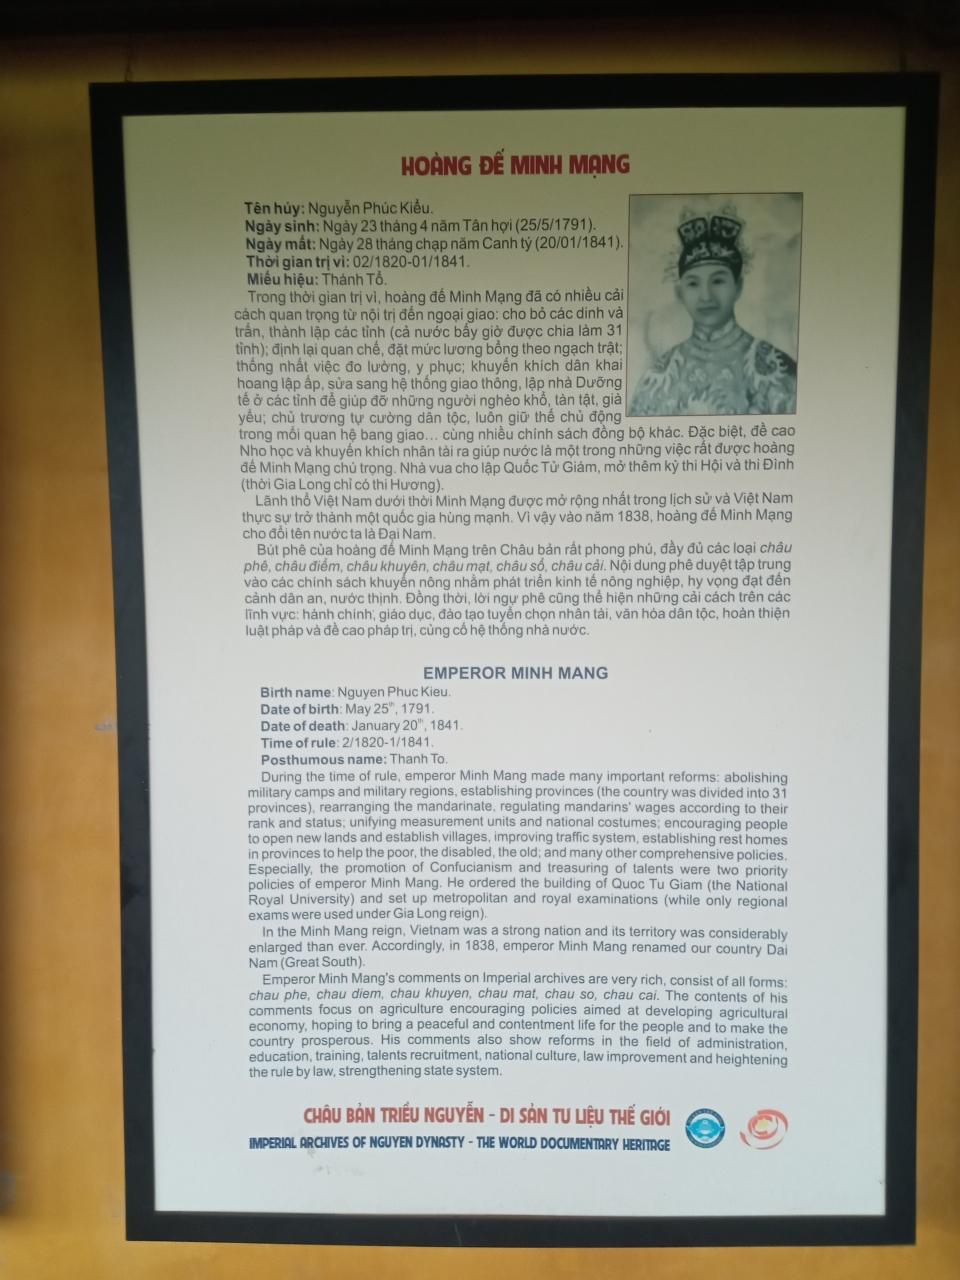 HOÀNG ĐẾ MINH MẠNG
Tên húy: Nguyễn Phúc Kiểu.
Ngày sinh: Ngày 23 tháng 4 năm Tân hợi (25/5/1791).
Ngày mất: Ngày 28 tháng chạp năm Canh tý (20/01/1841).
Thời gian trị vì: 02/1820-01/1841.
Miếu hiệu: Thánh Tổ.
Trong thời gian trị vì, hoàng đế Minh Mạng đã có nhiều cải
cách quan trọng từ nội trị đến ngoại giao: cho bỏ các dinh và
trấn, thành lập các tỉnh (cả nước bấy giờ được chia làm 31
tỉnh); định lại quan chế, đặt mức lương bổng theo ngạch trật;
thống nhất việc đo lường, y phục; khuyến khích dân khai
hoang lập ấp, sửa sang hệ thống giao thông, lập nhà Dưỡng
tế ở các tỉnh để giúp đỡ những người nghèo khổ, tàn tật, già
yếu; chủ trương tự cường dân tộc, luôn giữ thế chủ động
trong mối quan hệ bang giao... cùng nhiều chính sách đồng bộ khác. Đặc biệt, đề cao
Nho học và khuyến khích nhân tài ra giúp nước là một trong những việc rất được hoàng
đế Minh Mạng chú trọng. Nhà vua cho lập Quốc Tử Giám, mở thêm kỳ thi Hội và thi Đình
(thời Gia Long chỉ có thi Hương).
Lãnh thổ Việt Nam dưới thời Minh Mạng được mở rộng nhất trong lịch sử và Việt Nam
thực sự trở thành một quốc gia hùng mạnh. Vì vậy vào năm 1838, hoàng đế Minh Mạng
cho đổi tên nước ta là Đại Nam.
Bút phê của hoàng đế Minh Mạng trên Châu bản rất phong phú, đầy đủ các loại châu
phê, châu điểm, châu khuyên, châu mạt, châu sổ, châu cải. Nội dung phê duyệt tập trung
vào các chính sách khuyến nông nhằm phát triển kinh tế nông nghiệp, hy vọng đạt đến
cảnh dân an, nước thịnh. Đồng thời, lời ngự phê cũng thể hiện những cải cách trên các
lĩnh vực: hành chính; giáo dục, đào tạo tuyển chọn nhân tài, văn hóa dân tộc, hoàn thiện
luật pháp và đề cao pháp trị, củng cố hệ thống nhà nước.
EMPEROR MINH MANG
Birth name: Nguyen Phuc Kieu.
Date of birth: May 25th, 1791.
Date of death: January 20th, 1841.
Time of rule: 2/1820-1/1841.
Posthumous name: Thanh To.
During the time of rule, emperor Minh Mang made many important reforms: abolishing
military camps and military regions, establishing provinces (the country was divided into 31
provinces), rearranging the mandarinate, regulating mandarins' wages according to their
rank and status; unifying measurement units and national costumes; encouraging people
to open new lands and establish villages, improving traffic system, establishing rest homes
in provinces to help the poor, the disabled, the old; and many other comprehensive policies.
Especially, the promotion of Confucianism and treasuring of talents were two priority
policies of emperor Minh Mang. He ordered the building of Quoc Tu Giam (the National
Royal University) and set up metropolitan and royal examinations (while only regional
exams were used under Gia Long reign).
In the Minh Mang reign, Vietnam was a strong nation and its territory was considerably
enlarged than ever. Accordingly, in 1838, emperor Minh Mang renamed our country Dai
Nam (Great South).
Emperor Minh Mang's comments on Imperial archives are very rich, consist of all forms:
chau phe, chau diem, chau khuyen, chau mat, chau so, chau cai. The contents of his
comments focus on agriculture encouraging policies aimed at developing agricultural
economy, hoping to bring a peaceful and contentment life for the people and to make the
country prosperous. His comments also show reforms in the field of administration,
education, training, talents recruitment, national culture, law improvement and heightening
the rule by law, strengthening state system.
CHÂU BẢN TRIỀU NGUYỄN - DI SẢN TƯ LIỆU THẾ GIỚI
IMPERIAL ARCHIVES OF NGUYEN DYNASTY - THE WORLD DOCUMENTARY HERITAGE